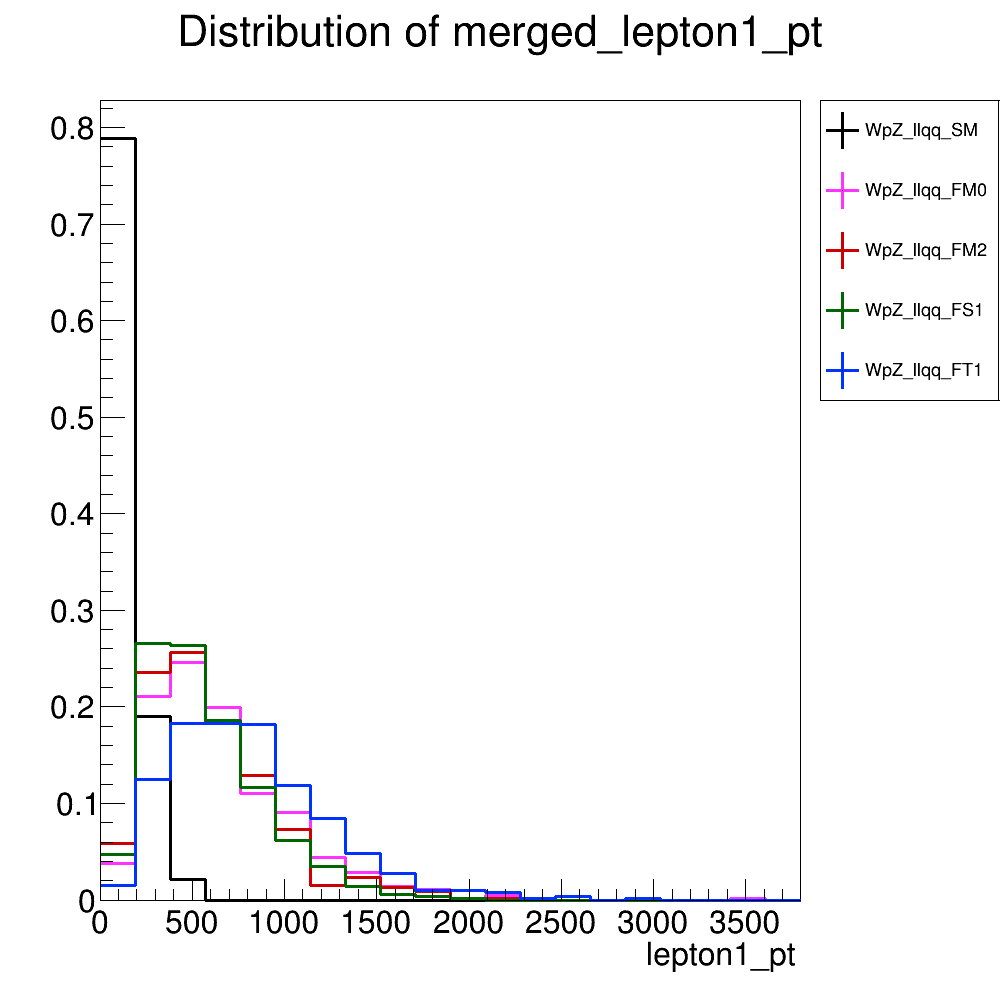 Distribution of merged_lepton1_pt
0.8
0.7
0.6
0.5
0.4
0.3
0.2
0.1
0
0 500 1000 1500 2000 2500 3000 3500
lepton1_pt
WpZ_llqq_SM
WpZ_llqq_FM0
WpZ_llqq_FM2
WpZ_llqq_FS1
WpZ_llqq_FT1